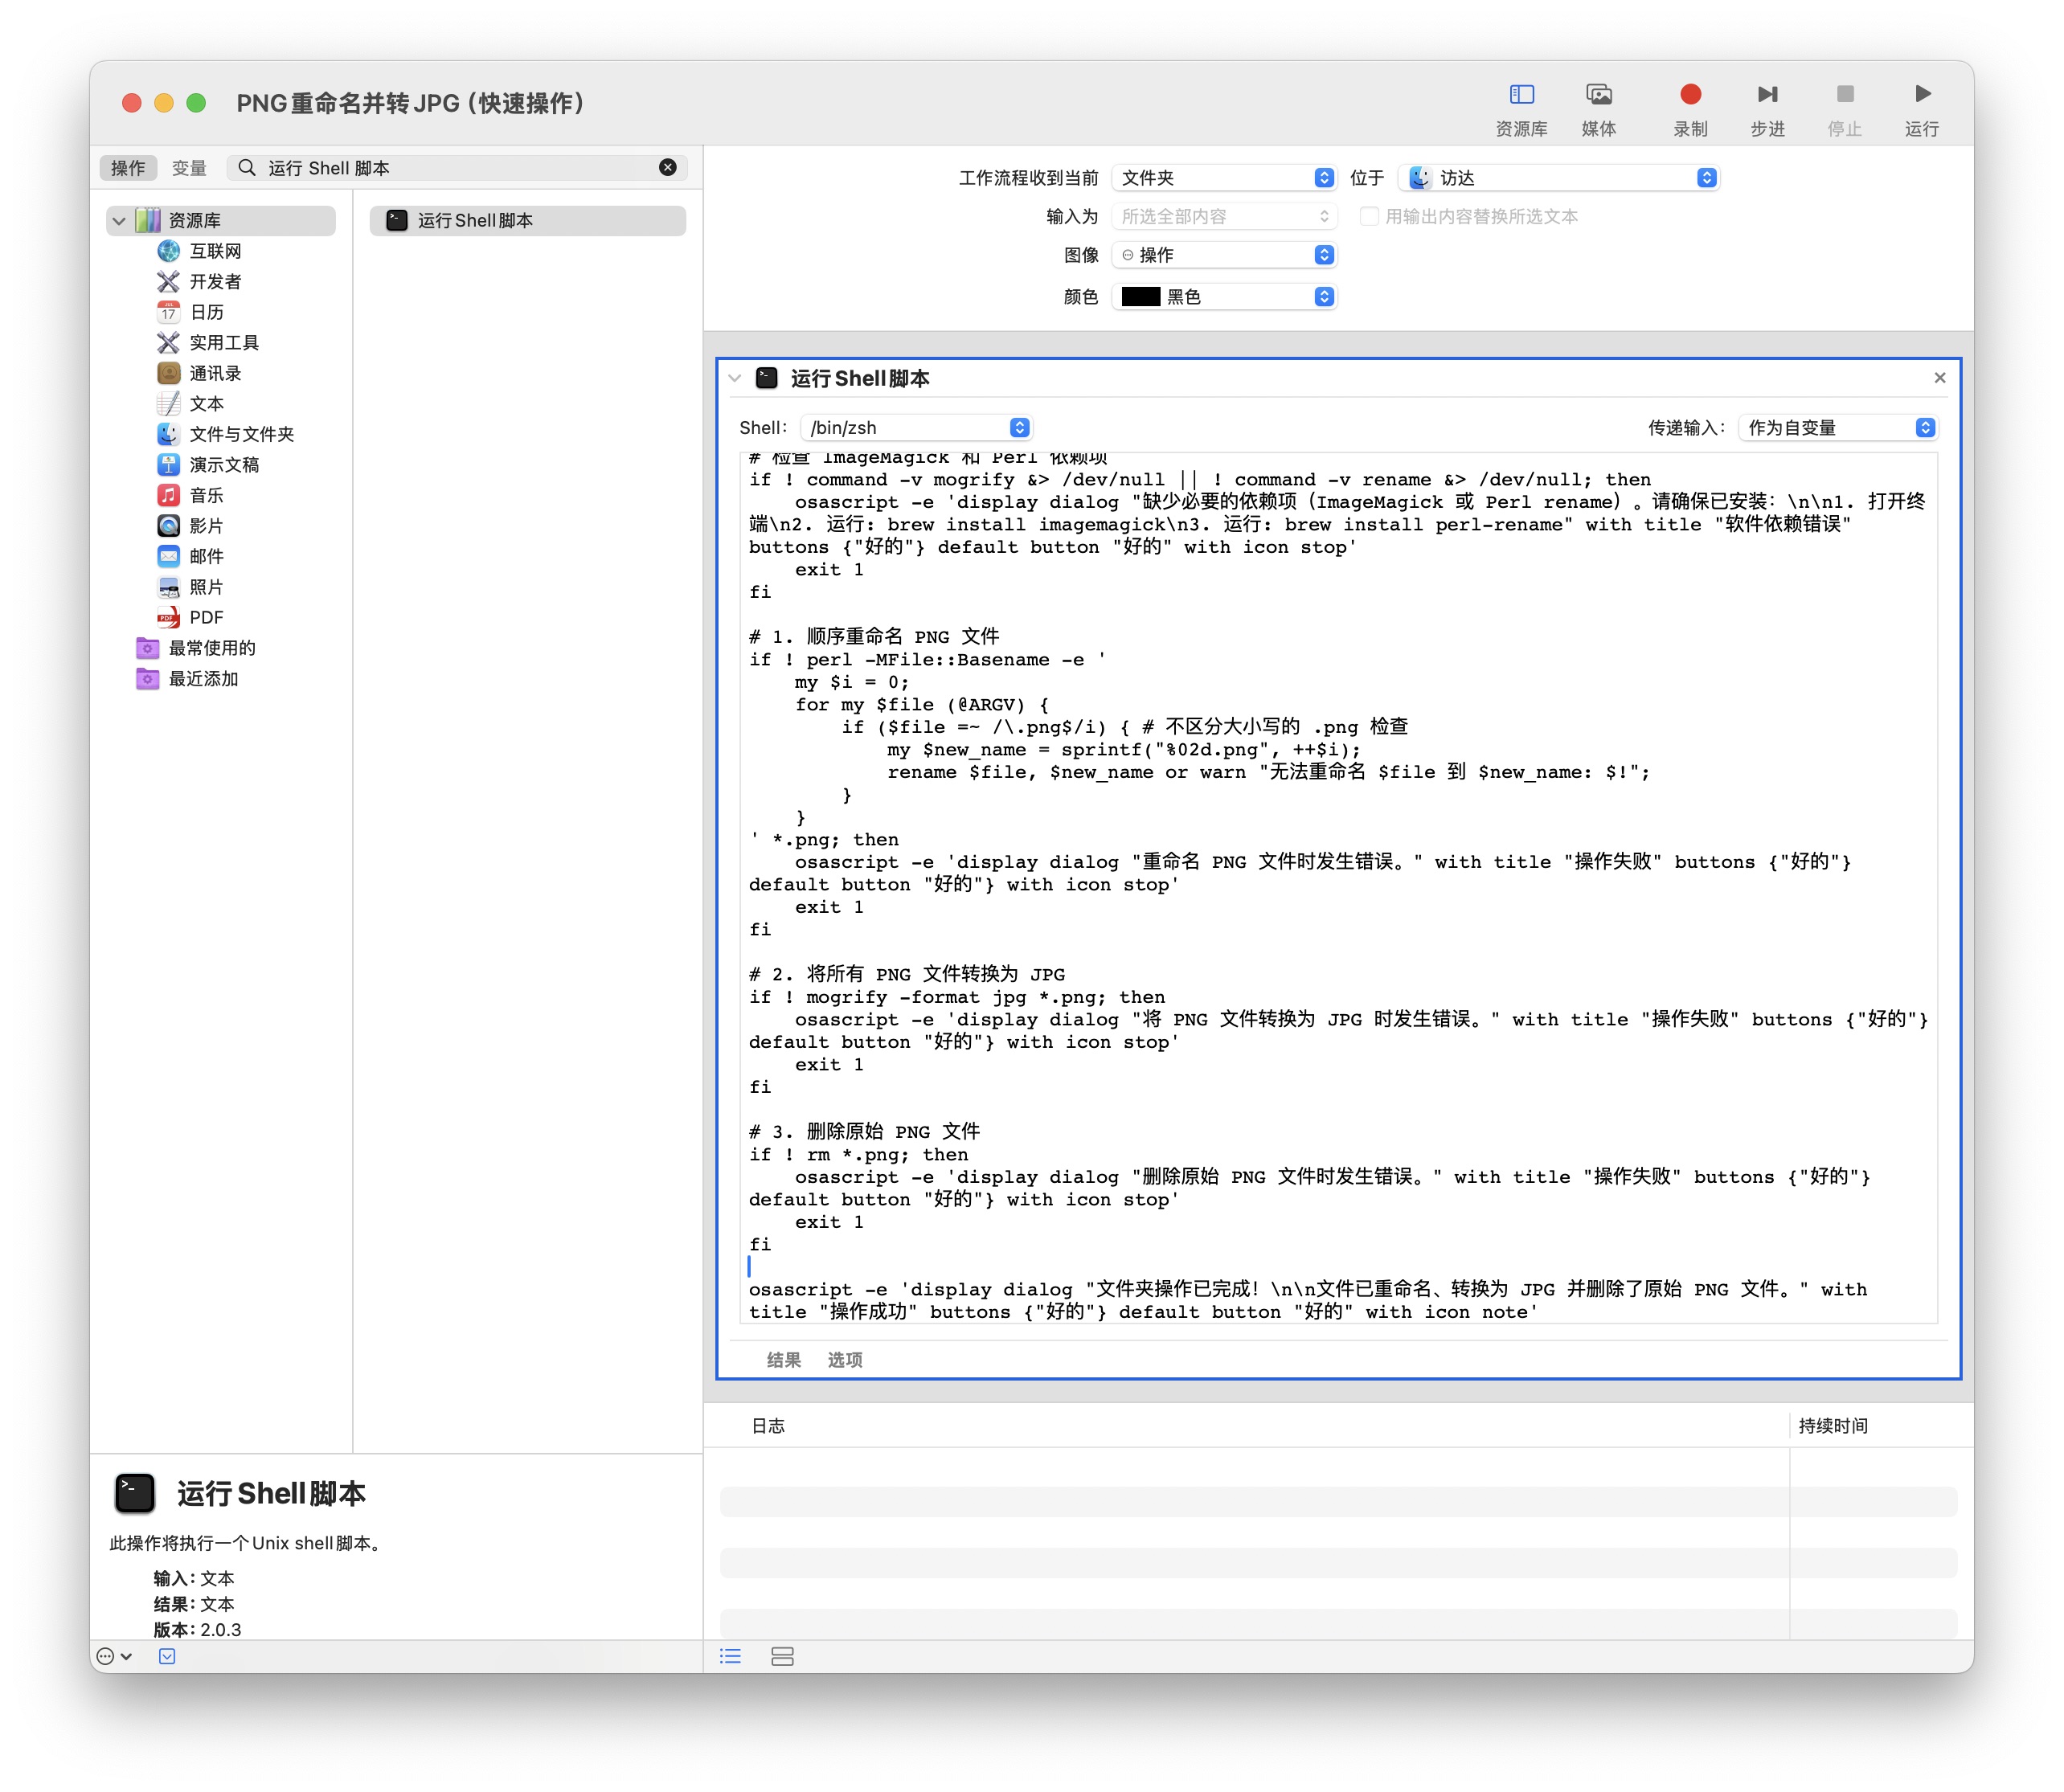 PNG重命名并转JPG（快速操作）
资源库
媒体
录制
步进
停止
运行
操作
变量
运行 Shell 脚本
资源库
互联网
开发者
日历
实用工具
通讯录
文本
文件与文件夹
演示文稿
音乐
影片
邮件
照片
PDF
最常使用的
最近添加
运行Shell脚本
工作流程收到当前 文件夹 位于 访达
输入为 所选全部内容 用输出内容替换所选文本
图像 操作
颜色 黑色
运行Shell脚本
Shell: /bin/zsh 传递输入: 作为自变量
# 检查 ImageMagick 和 Perl 依赖项
if ! command -v mogrify &> /dev/null || ! command -v rename &> /dev/null; then
osascript -e 'display dialog "缺少必要的依赖项（ImageMagick 或 Perl rename）。请确保已安装：\n\n1. 打开终
端\n2. 运行: brew install imagemagick\n3. 运行: brew install perl-rename" with title "软件依赖错误"
buttons {"好的"} default button "好的" with icon stop'
exit 1
fi
# 1. 顺序重命名 PNG 文件
if ! perl -MFile::Basename -e '
my $i = 0;
for my $file (@ARGV) {
if ($file =~ /\.png$/i) { # 不区分大小写的 .png 检查
my $new_name = sprintf("%02d.png", ++$i);
rename $file, $new_name or warn "无法重命名 $file 到 $new_name: $!";
}
}
' *.png; then
osascript -e 'display dialog "重命名 PNG 文件时发生错误。" with title "操作失败" buttons {"好的"}
default button "好的"} with icon stop'
exit 1
fi
# 2. 将所有 PNG 文件转换为 JPG
if ! mogrify -format jpg *.png; then
osascript -e 'display dialog "将 PNG 文件转换为 JPG 时发生错误。" with title "操作失败" buttons {"好的"}
default button "好的"} with icon stop'
exit 1
fi
# 3. 删除原始 PNG 文件
if ! rm *.png; then
osascript -e 'display dialog "删除原始 PNG 文件时发生错误。" with title "操作失败" buttons {"好的"}
default button "好的"} with icon stop'
exit 1
fi
osascript -e 'display dialog "文件夹操作已完成！\n\n文件已重命名、转换为 JPG 并删除了原始 PNG 文件。" with
title "操作成功" buttons {"好的"} default button "好的" with icon note'
结果 选项
日志 持续时间
运行Shell脚本
此操作将执行一个Unix shell脚本。
输入: 文本
结果: 文本
版本: 2.0.3